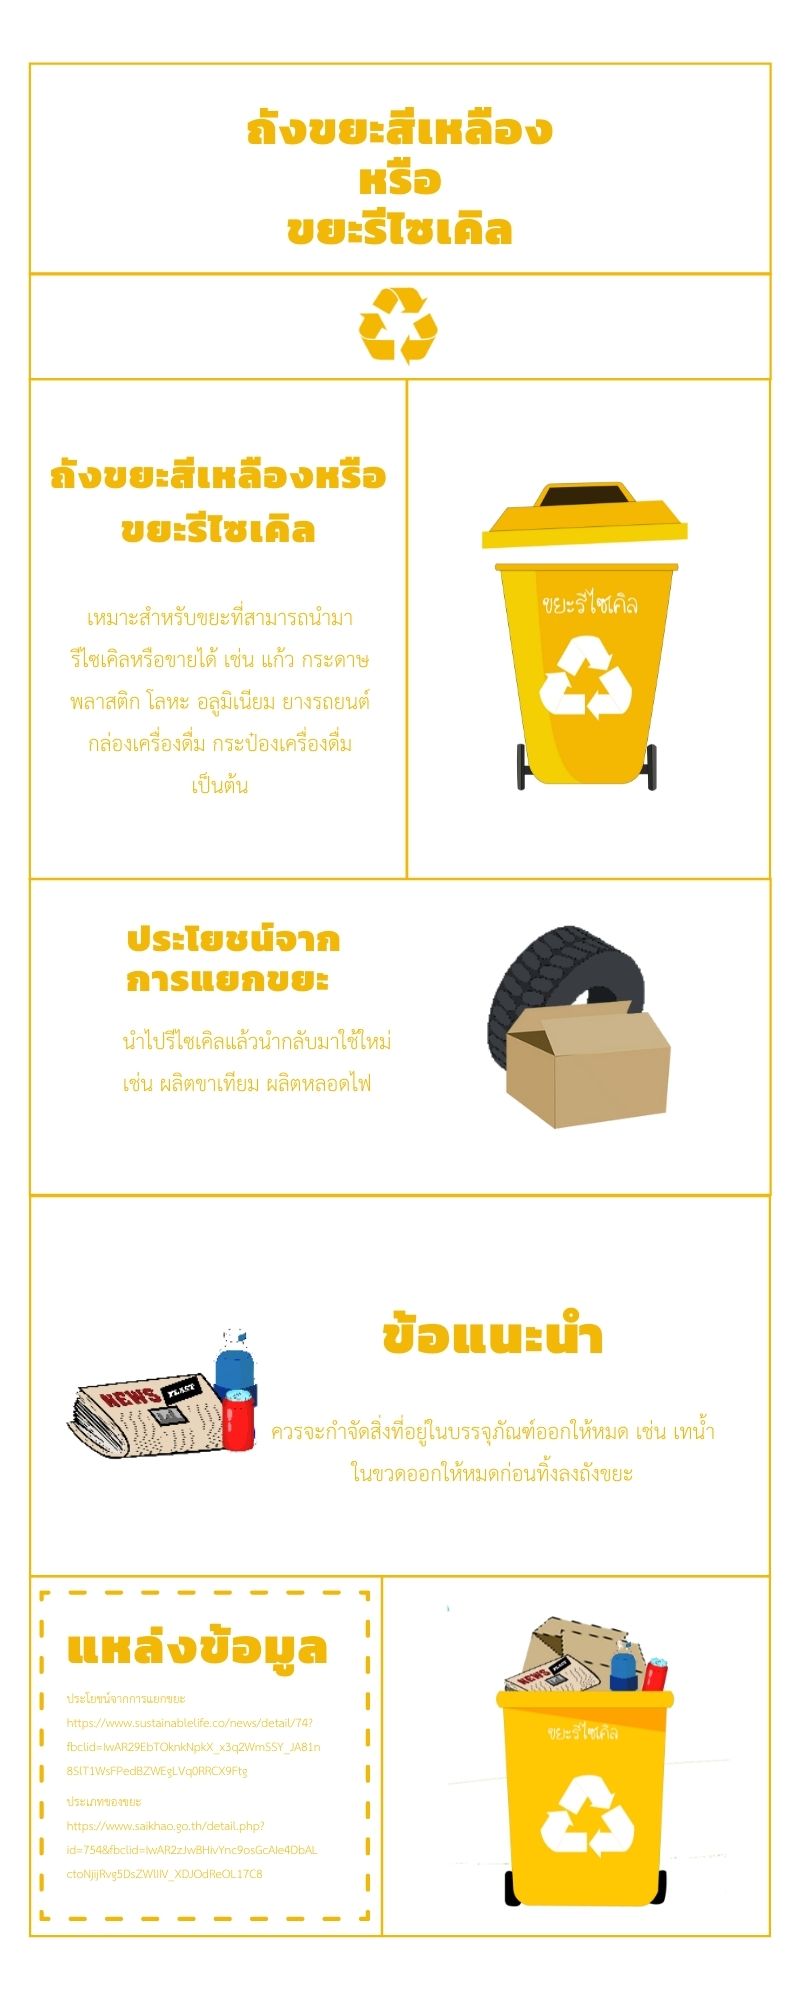 ถังขยะสีเหลือง
หรือ
ขยะรีไซเคิล
ถังขยะสีเหลืองหรือ
ขยะรีไซเคิล
เหมาะสำหรับขยะที่สามารถนำมา
รีไซเคิลหรือขายได้ เช่น แก้ว กระดาษ
พลาสติก โลหะ อลูมิเนียม ยางรถยนต์
กล่องเครื่องดื่ม กระป๋องเครื่องดื่ม
เป็นต้น
ขยะรีไซเคิล
ประโยชน์จาก
การแยกขยะ
นำไปรีไซเคิลแล้วนำกลับมาใช้ใหม่
เช่น ผลิตขาเทียม ผลิตหลอดไฟ
ข้อแนะนำ
NEWS
FLASH
ควรจะกำจัดสิ่งที่อยู่ในบรรจุภัณฑ์ออกให้หมด เช่น เทน้ำ
ในขวดออกให้หมดก่อนทิ้งลงถังขยะ
แหล่งข้อมูล
ประโยชน์จากการแยกขยะ
https://www.sustainablelife.co/news/detail/74?
fbclid=IwAR29EbTOknkNpkX_x3q2WmSSY_JA81n
8SlT1WsFPedBZWEgLVq0RRCX9Ftg
ประเภทของขยะ
https://www.saikhao.go.th/detail.php?
id=754&fbclid=IwAR2zJwBHivYnc9osGcAIe4DbAL
ctoNjijRvg5DsZWlIIV_XDJOdReOL17C8
NEWS
FLASH
ขยะรีไซเคิล